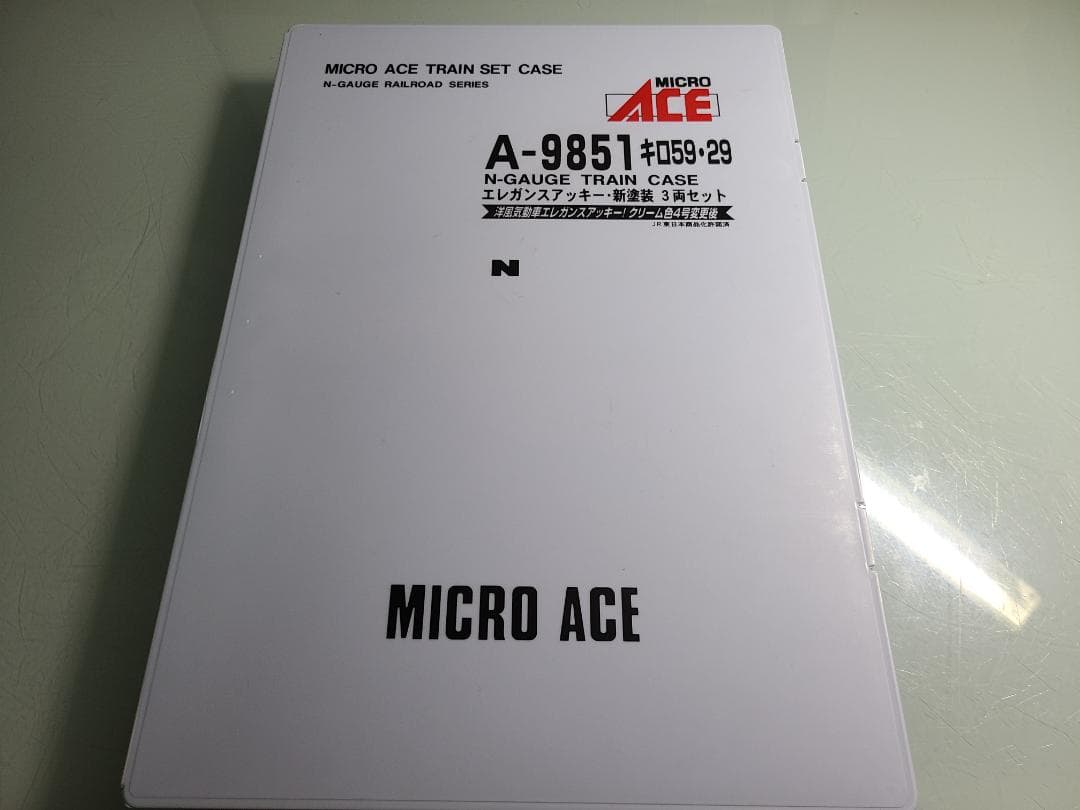 MICRO ACE TRAIN SET CASE
N-GAUGE RAILROAD SERIES
MICRO
ACE
A-9851 キロ59・29
N-GAUGE TRAIN CASE
エレガンスアッキー・新塗装 3両セット
洋風気動車エレガンスアッキー!クリーム色4号変更後
JR東日本商品化許諾済
N
MICRO ACE